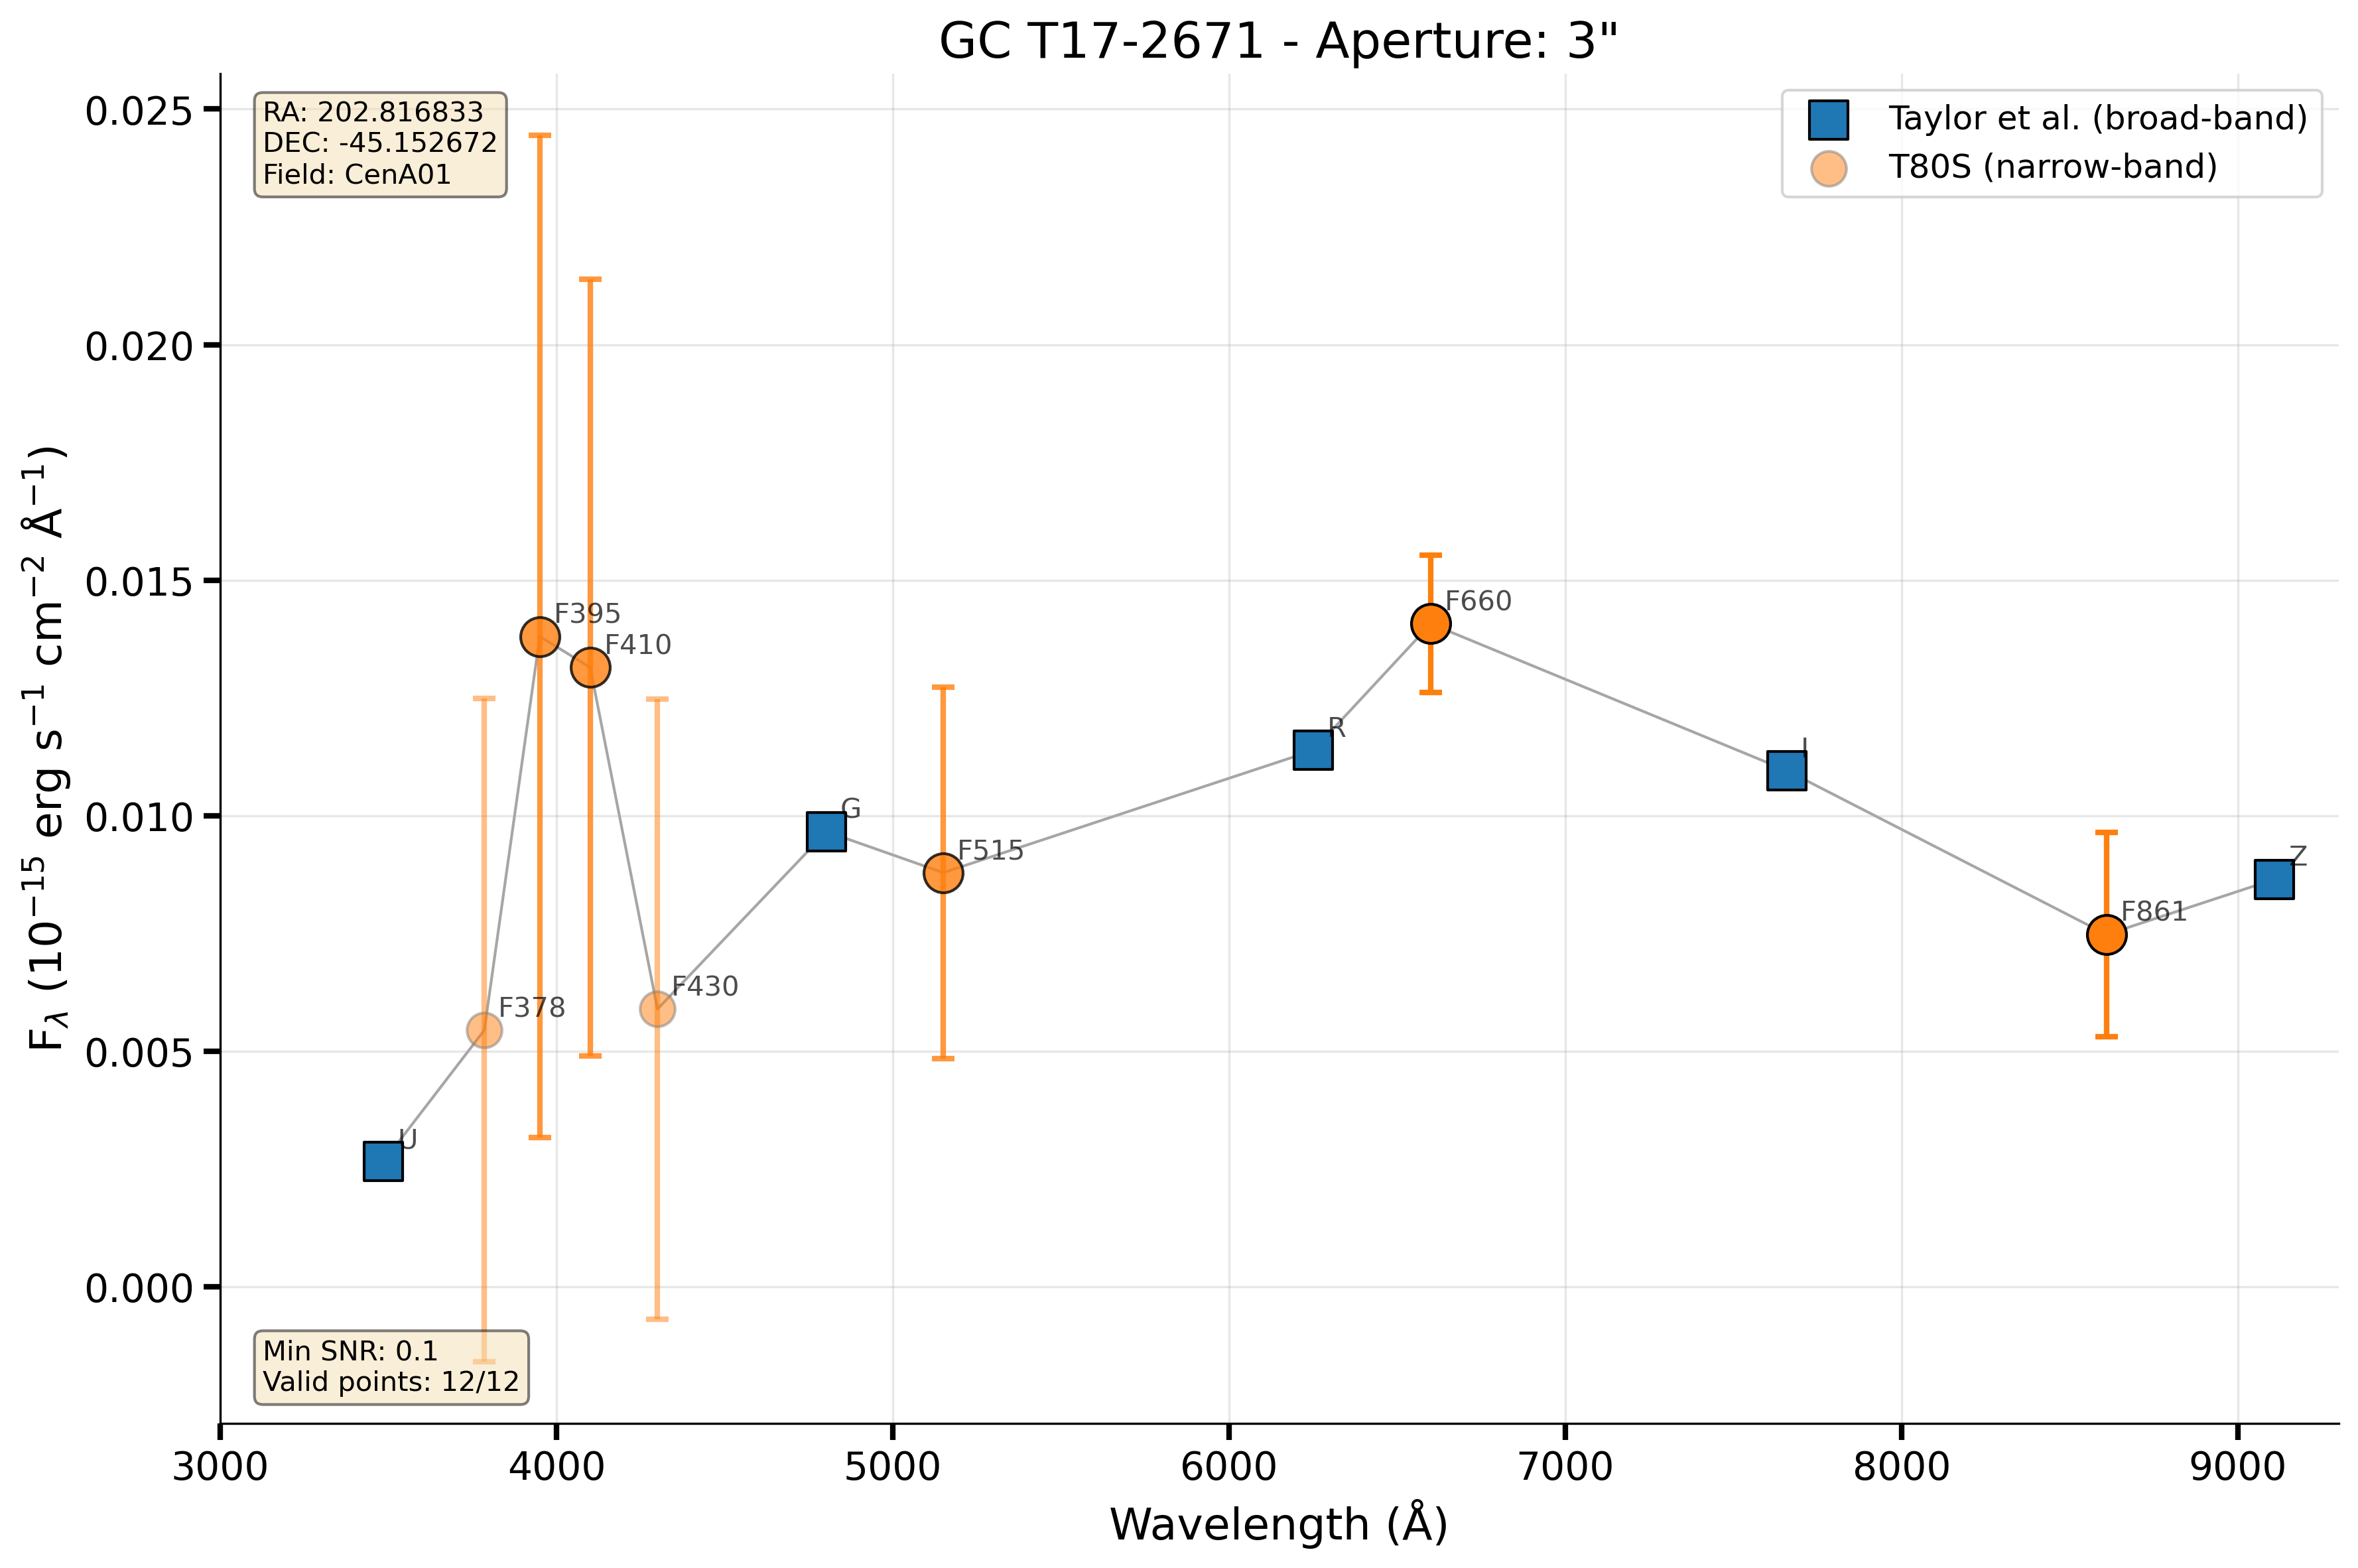 GC T17-2671 - Aperture: 3"
RA: 202.816833
DEC: -45.152672
Field: CenA01
Taylor et al. (broad-band)
T80S (narrow-band)
F_λ (10⁻¹⁵ erg s⁻¹ cm⁻² Å⁻¹)
0.025
0.020
0.015
0.010
0.005
0.000
F395
F410
F660
R
I
G
F515
Z
F861
F430
F378
U
Min SNR: 0.1
Valid points: 12/12
3000 4000 5000 6000 7000 8000 9000
Wavelength (Å)